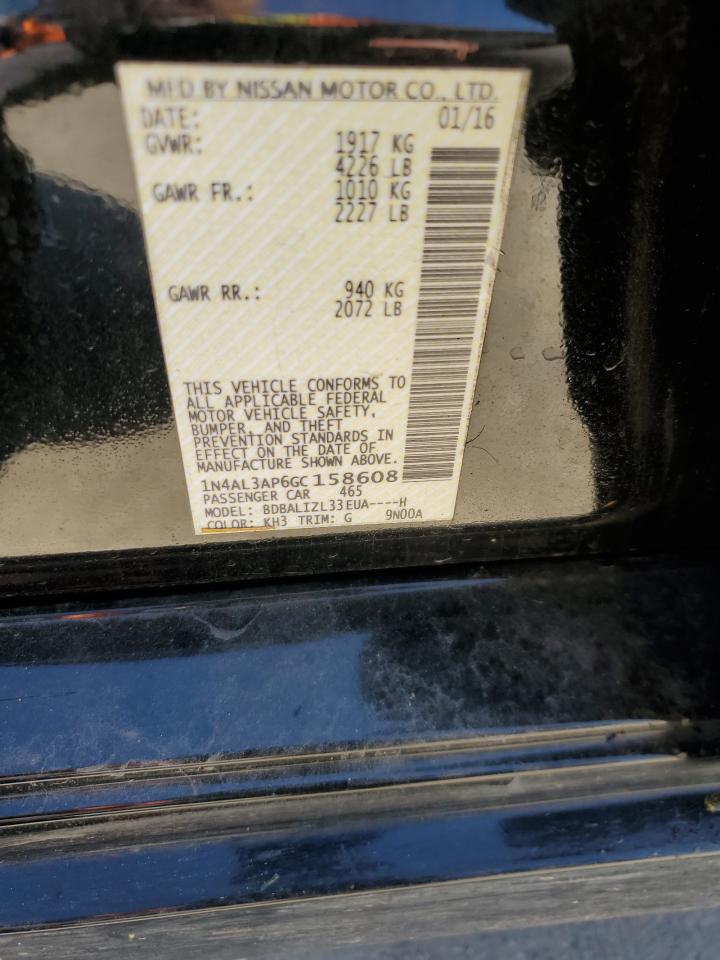 MFD BY NISSAN MOTOR CO., LTD.
DATE: 01/16
GVWR: 1917 KG
4226 LB
GAWR FR.: 1010 KG
2227 LB
GAWR RR.: 940 KG
2072 LB
THIS VEHICLE CONFORMS TO
ALL APPLICABLE FEDERAL
MOTOR VEHICLE SAFETY,
BUMPER, AND THEFT
PREVENTION STANDARDS IN
EFFECT ON THE DATE OF
MANUFACTURE SHOWN ABOVE.
1N4AL3AP6GC158608
PASSENGER CAR 465
MODEL: BDBALIZL33EUA----H
COLOR: KH3 TRIM: G 9N00A